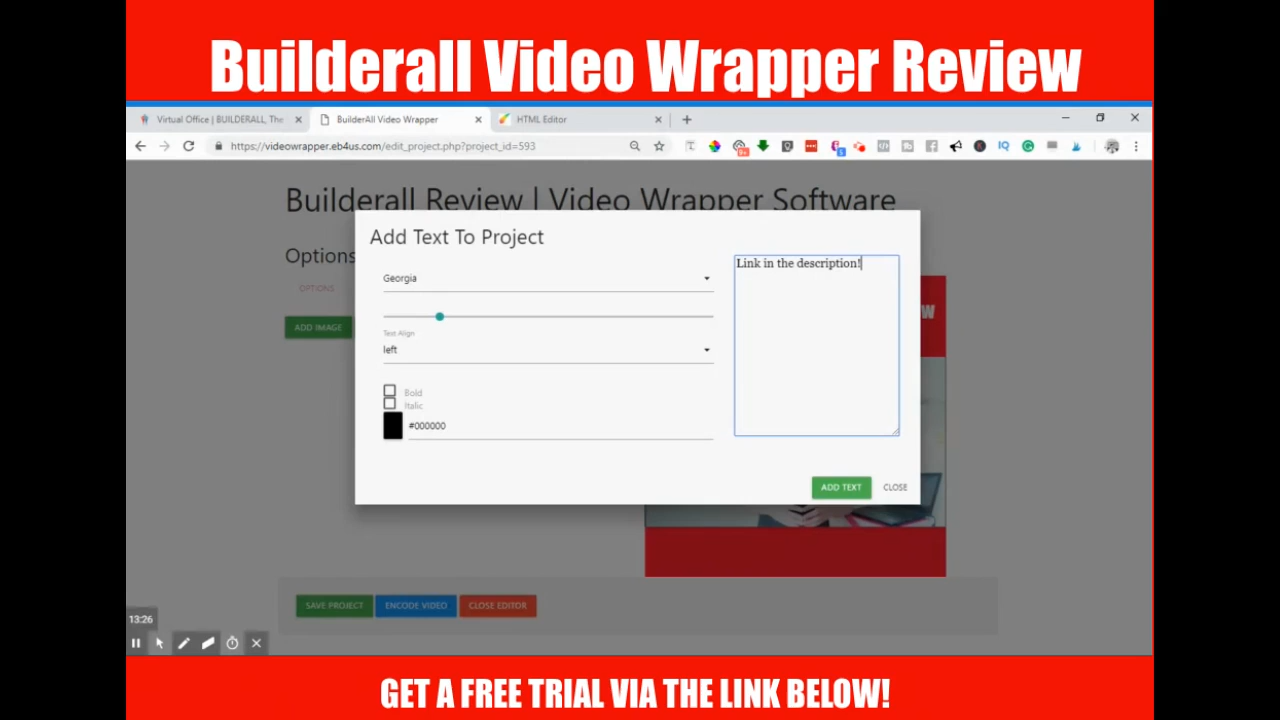 Builderall Video Wrapper Review
Virtual Office | BUILDERALL, The
BuilderAll Video Wrapper
HTML Editor
https://videowrapper.eb4us.com/edit_project.php?project_id=593
Builderall Review | Video Wrapper Software
Add Text To Project
Options
Georgia
Link in the description!
OPTIONS
ADD IMAGE
Text Align
left
Bold
Italic
#000000
ADD TEXT
CLOSE
SAVE PROJECT
ENCODE VIDEO
CLOSE EDITOR
13:26
GET A FREE TRIAL VIA THE LINK BELOW!